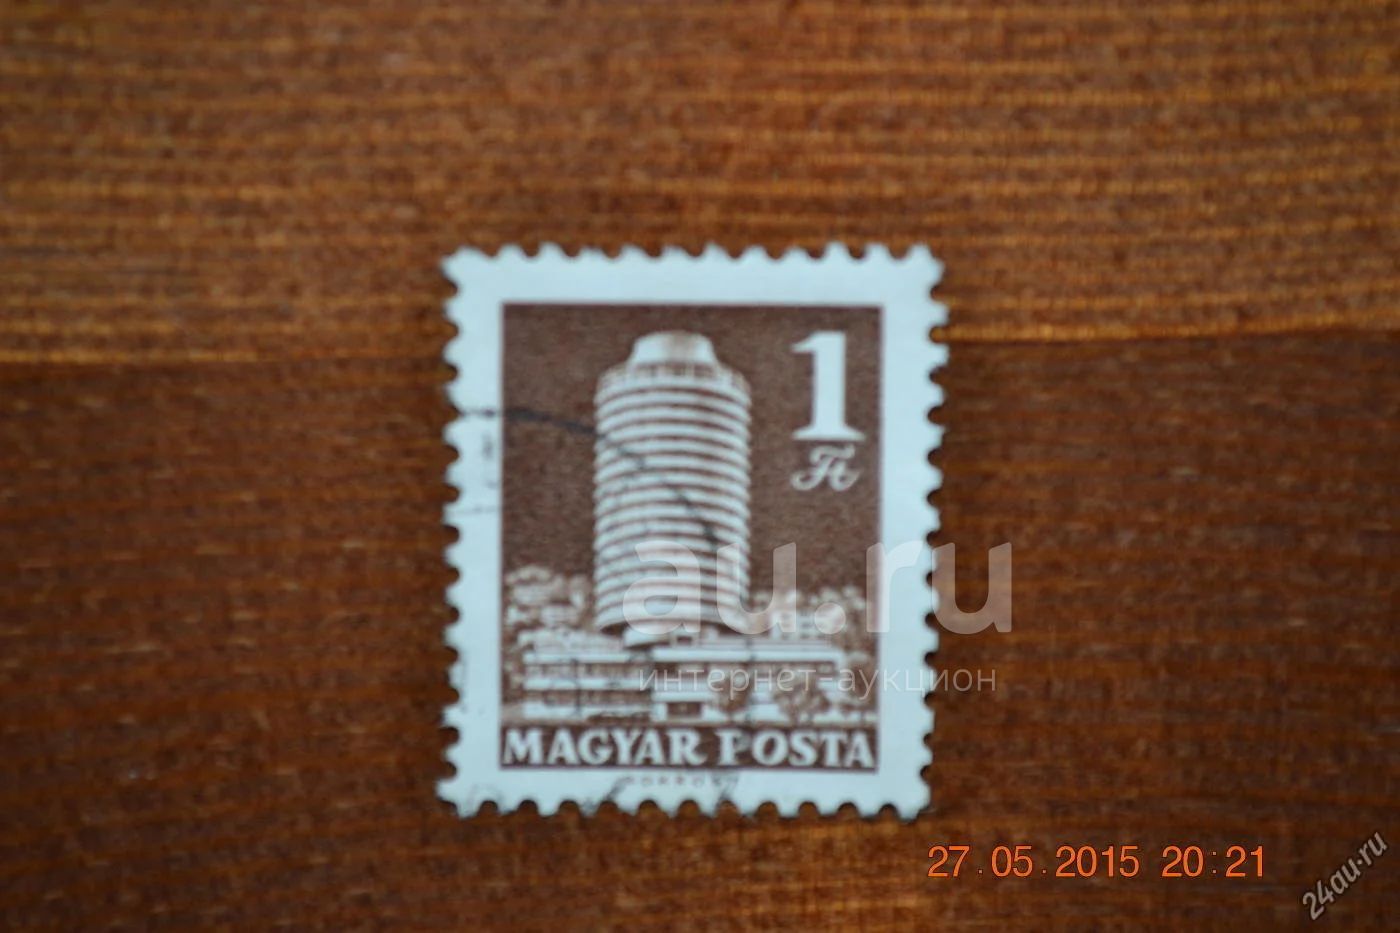 1
Ft
au.ru
интернет-аукцион
MAGYAR POSTA
27.05.2015 20:21
24au.ru